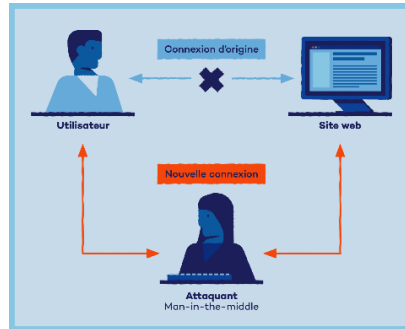 Connexion d'origine
Utilisateur
Site web
Nouvelle connexion
Attaquant
Man-in-the-middle